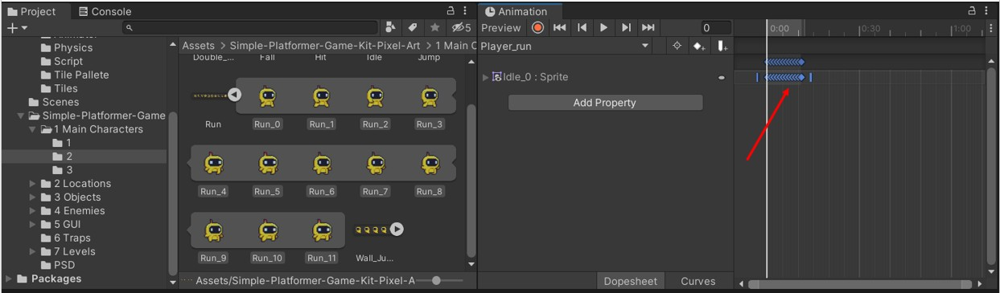 Project
Console
5
Physics
Script
Tile Pallete
Tiles
Scenes
Simple-Platformer-Game
1 Main Characters
1
2
3
2 Locations
3 Objects
4 Enemies
5 GUI
6 Traps
7 Levels
PSD
Packages
Assets > Simple-Platformer-Game-Kit-Pixel-Art > 1 Main C
Double_... Fall Hit Idle Jump
Run Run_0 Run_1 Run_2 Run_3
Run_4 Run_5 Run_6 Run_7 Run_8
Run_9 Run_10 Run_11 Wall_Ju...
Assets/Simple-Platformer-Game-Kit-Pixel-A
Animation
Preview 0
0:00 0:30 1:00
Player_run
Idle_0 : Sprite
Add Property
Dopesheet Curves